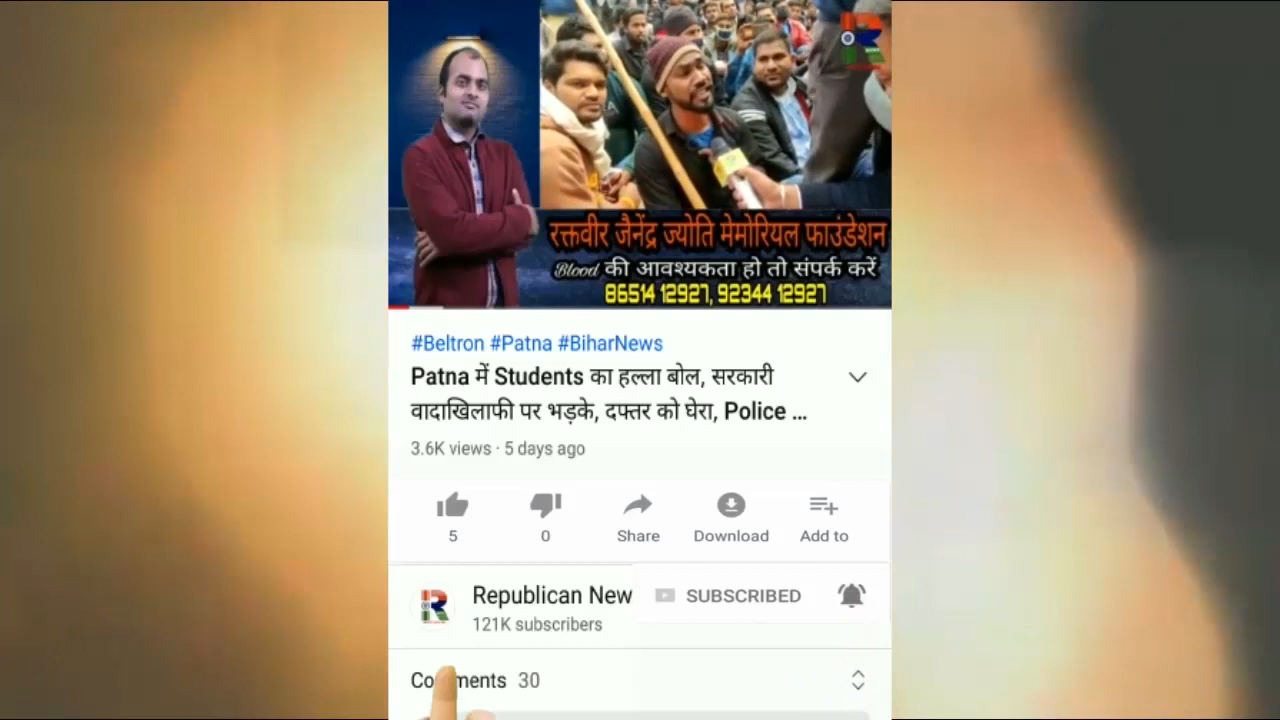 रक्तवीर जैनेंद्र ज्योति मेमोरियल फाउंडेशन
Blood की आवश्यकता हो तो संपर्क करें
86514 12927, 92344 12927
#Beltron #Patna #BiharNews
Patna में Students का हल्ला बोल, सरकारी
वादाखिलाफी पर भड़के, दफ्तर को घेरा, Police ...
3.6K views · 5 days ago
5 0 Share Download Add to
Republican New SUBSCRIBED
121K subscribers
Comments 30